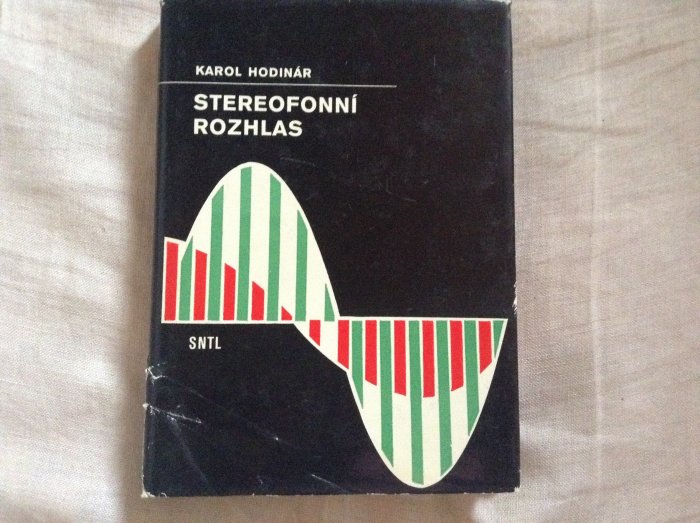 KAROL HODINÁR
STEREOFONNÍ
ROZHLAS
SNTL